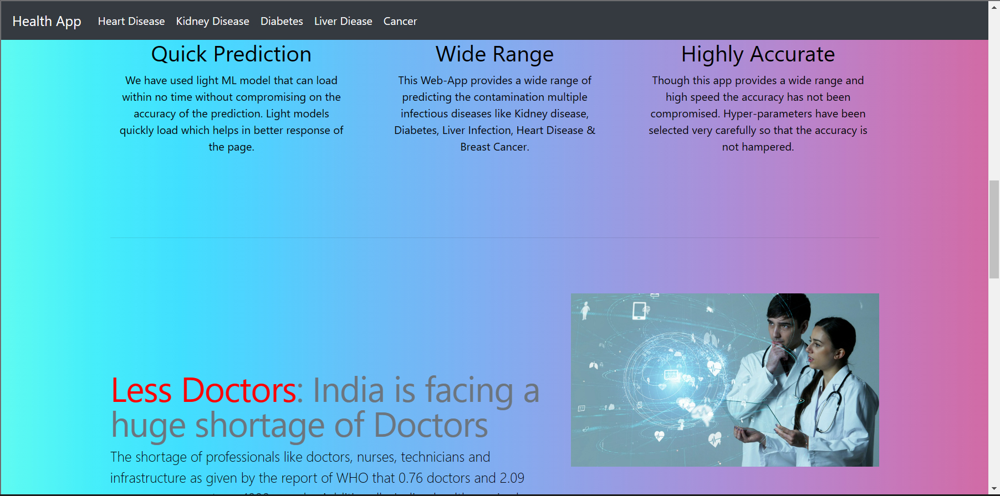 Health App Heart Disease Kidney Disease Diabetes Liver Diease Cancer
Quick Prediction
We have used light ML model that can load
within no time without compromising on the
accuracy of the prediction. Light models
quickly load which helps in better response of
the page.
Wide Range
This Web-App provides a wide range of
predicting the contamination multiple
infectious diseases like Kidney disease,
Diabetes, Liver Infection, Heart Disease &
Breast Cancer.
Highly Accurate
Though this app provides a wide range and
high speed the accuracy has not been
compromised. Hyper-parameters have been
selected very carefully so that the accuracy is
not hampered.
Less Doctors: India is facing a
huge shortage of Doctors
The shortage of professionals like doctors, nurses, technicians and
infrastructure as given by the report of WHO that 0.76 doctors and 2.09